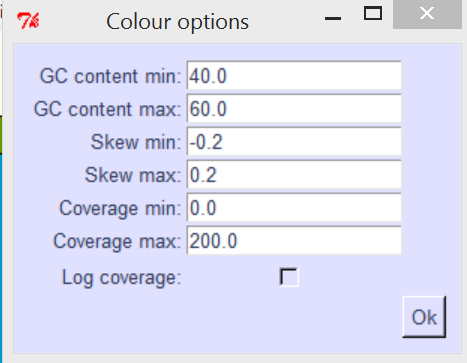 Colour options
GC content min: 40.0
GC content max: 60.0
Skew min: -0.2
Skew max: 0.2
Coverage min: 0.0
Coverage max: 200.0
Log coverage:
Ok